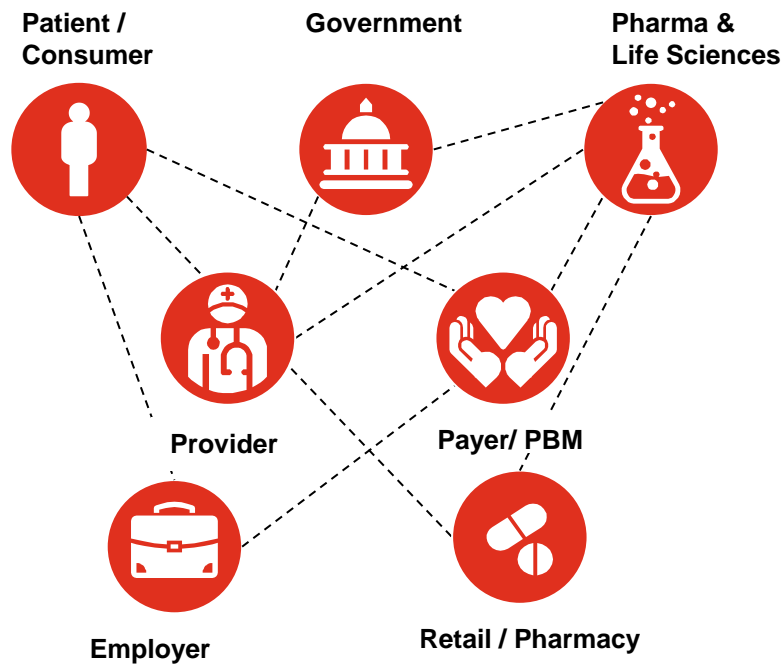 Patient /
Consumer
Government
Pharma &
Life Sciences
Provider
Payer/ PBM
Employer
Retail / Pharmacy